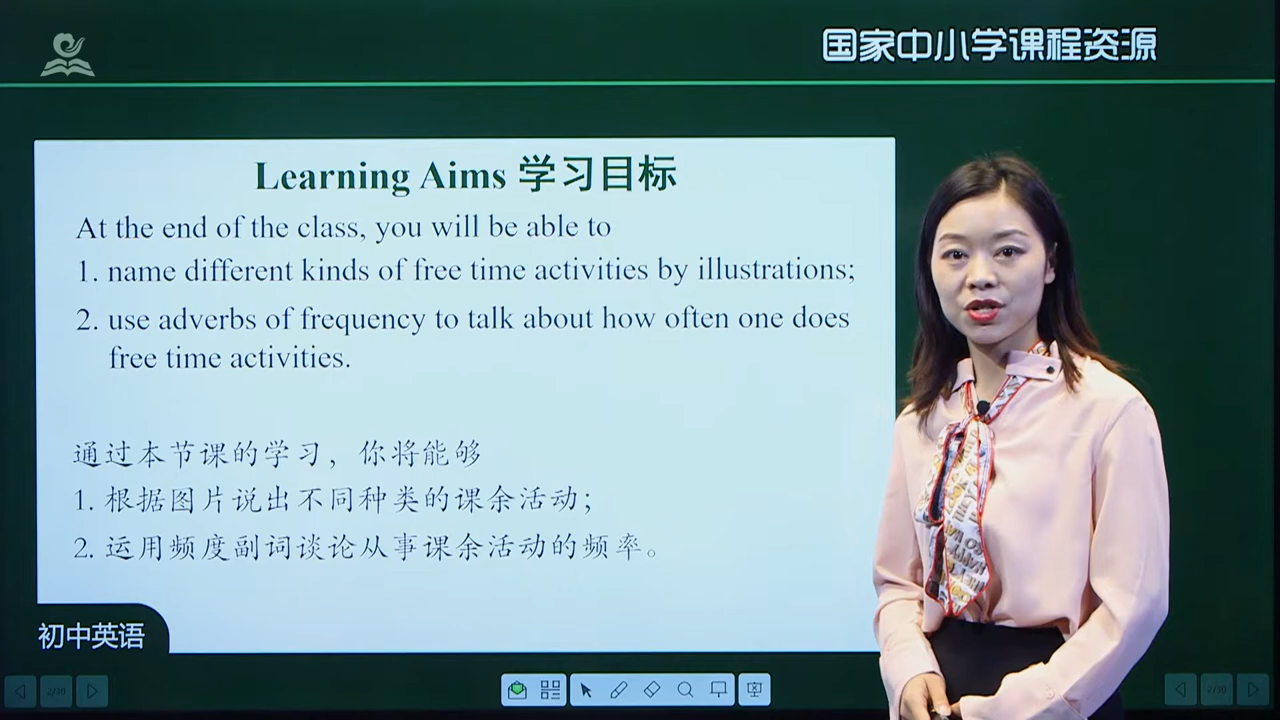 国家中小学课程资源
Learning Aims 学习目标
At the end of the class, you will be able to
1. name different kinds of free time activities by illustrations;
2. use adverbs of frequency to talk about how often one does
free time activities.
通过本节课的学习，你将能够
1. 根据图片说出不同种类的课余活动；
2. 运用频度副词谈论从事课余活动的频率。
初中英语
2/30
2/30